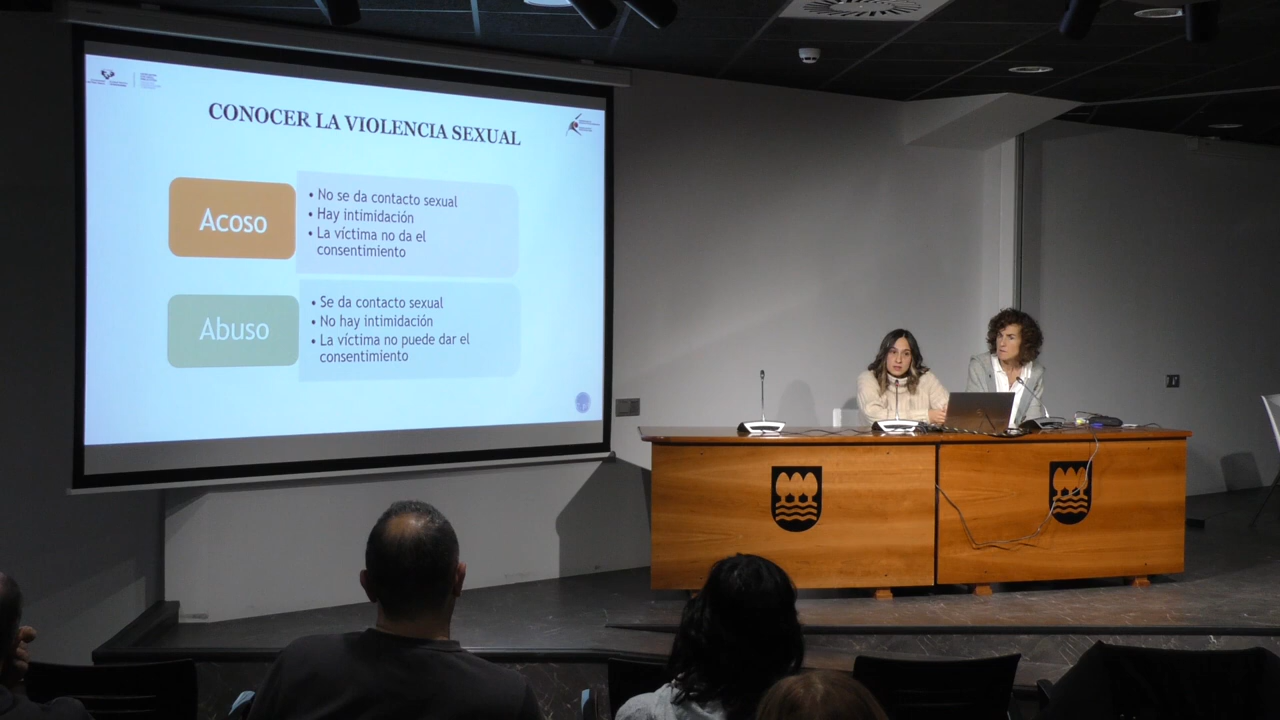 CONOCER LA VIOLENCIA SEXUAL
Acoso
• No se da contacto sexual
• Hay intimidación
• La víctima no da el
consentimiento
Abuso
• Se da contacto sexual
• No hay intimidación
• La víctima no puede dar el
consentimiento